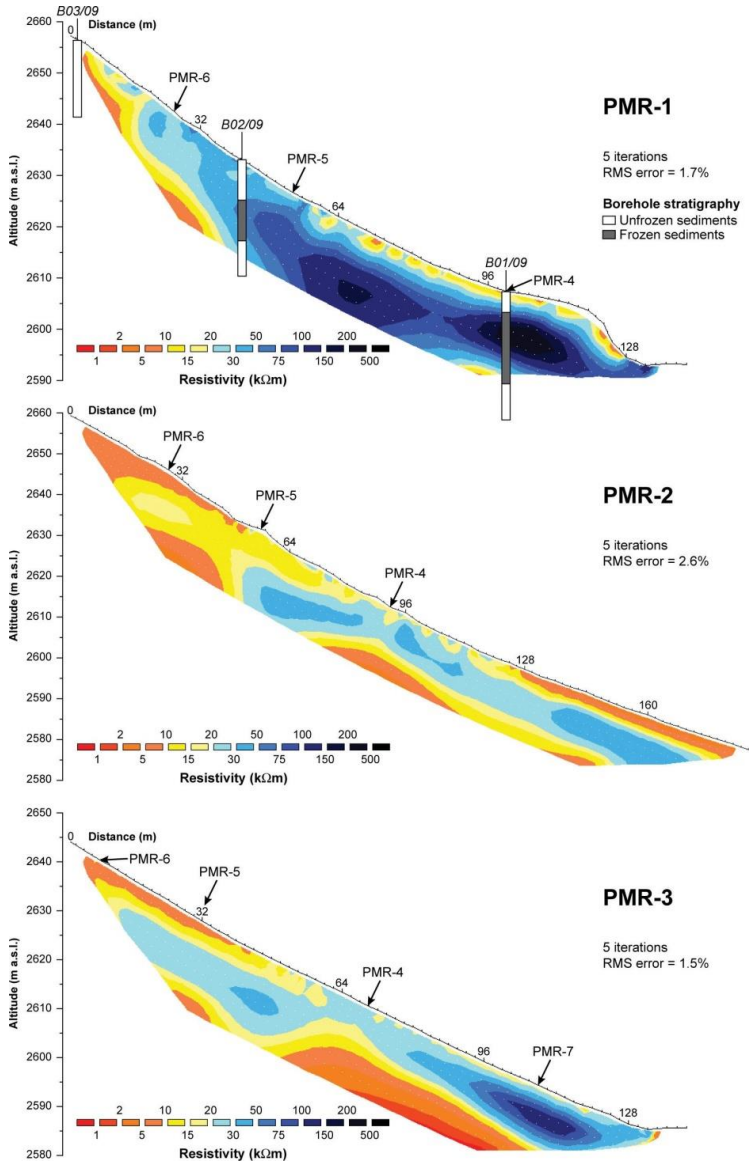 B03/09
0 Distance (m)
2660
2650
2640
2630
2620
2610
2600
2590
Altitude (m a.s.l.)
PMR-6
32
B02/09
PMR-5
64
96
B01/09
PMR-4
128
PMR-1
5 iterations
RMS error = 1.7%
Borehole stratigraphy
Unfrozen sediments
Frozen sediments
2 10 20 50 100 200
1 5 15 30 75 150 500
Resistivity (kΩm)
0 Distance (m)
2660
2650
2640
2630
2620
2610
2600
2590
2580
Altitude (m a.s.l.)
PMR-6
32
PMR-5
64
PMR-4
96
128
160
PMR-2
5 iterations
RMS error = 2.6%
2 10 20 50 100 200
1 5 15 30 75 150 500
Resistivity (kΩm)
0 Distance (m)
2650
2640
2630
2620
2610
2600
2590
2580
Altitude (m a.s.l.)
PMR-6
PMR-5
32
64
PMR-4
96
PMR-7
128
PMR-3
5 iterations
RMS error = 1.5%
2 10 20 50 100 200
1 5 15 30 75 150 500
Resistivity (kΩm)